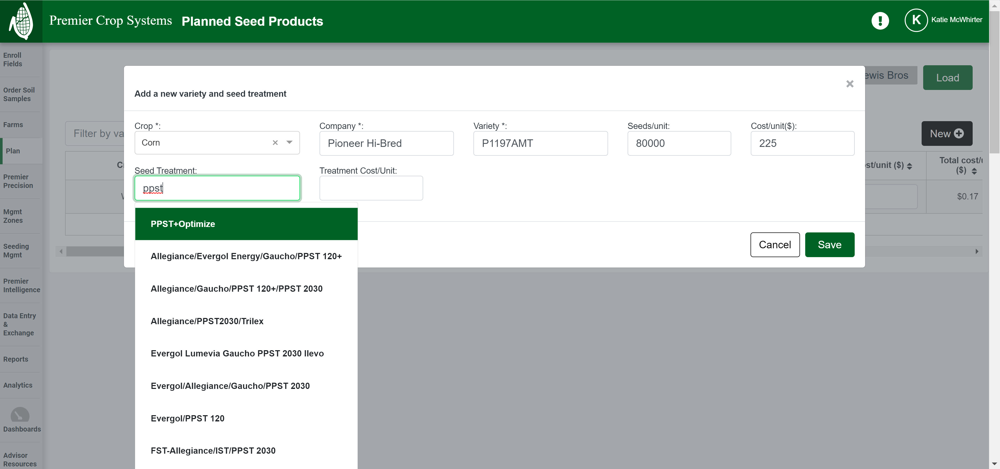 Premier Crop Systems Planned Seed Products
! K Katie McWhirter
Enroll
Fields
Order Soil
Samples
Farms
Plan
Premier
Precision
Mgmt
Zones
Seeding
Mgmt
Premier
Intelligence
Data Entry
&
Exchange
Reports
Analytics
Dashboards
Advisor
Resources
ewis Bros Load
Filter by va
New
st/unit ($)
Total cost/
($)
$0.17
Add a new variety and seed treatment
×
Crop *: Company *: Variety *: Seeds/unit: Cost/unit($):
Corn × Pioneer Hi-Bred P1197AMT 80000 225
Seed Treatment: Treatment Cost/Unit:
ppst
PPST+Optimize
Allegiance/Evergol Energy/Gaucho/PPST 120+
Allegiance/Gaucho/PPST 120+/PPST 2030
Allegiance/PPST2030/Trilex
Evergol Lumevia Gaucho PPST 2030 Ilevo
Evergol/Allegiance/Gaucho/PPST 2030
Evergol/PPST 120
FST-Allegiance/IST/PPST 2030
Cancel Save